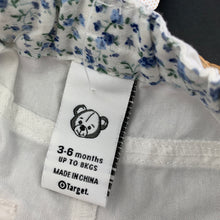 3-6 months
UP TO 8KGS
MADE IN CHINA
Target.